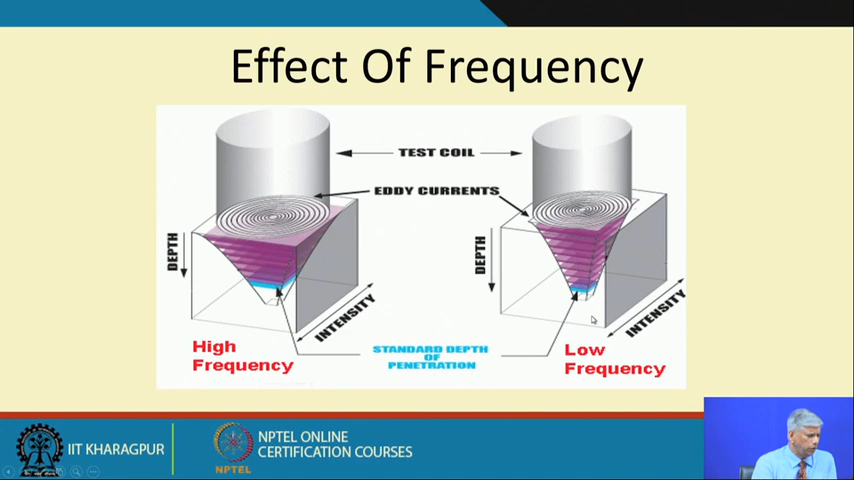 Effect Of Frequency
TEST COIL
EDDY CURRENTS
DEPTH
DEPTH
INTENSITY
INTENSITY
High
Frequency
STANDARD DEPTH
OF
PENETRATION
Low
Frequency
IIT KHARAGPUR
NPTEL
NPTEL ONLINE
CERTIFICATION COURSES